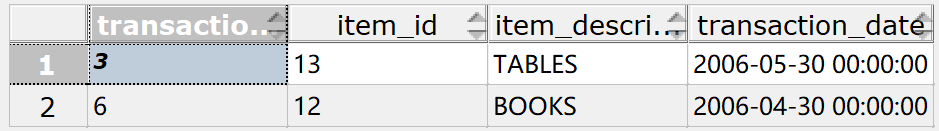 transactio... item_id item_descri... transaction_date
1 3 13 TABLES 2006-05-30 00:00:00
2 6 12 BOOKS 2006-04-30 00:00:00